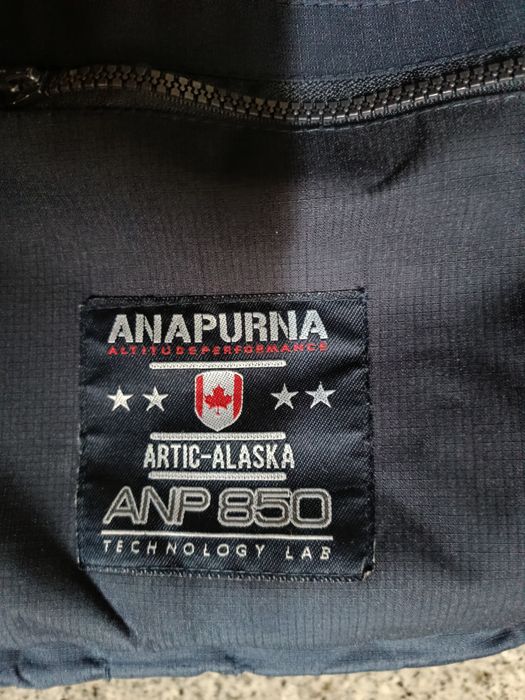 ANAPURNA
ALTITUDEPERFORMANCE
ARTIC-ALASKA
ANP 850
TECHNOLOGY LAB